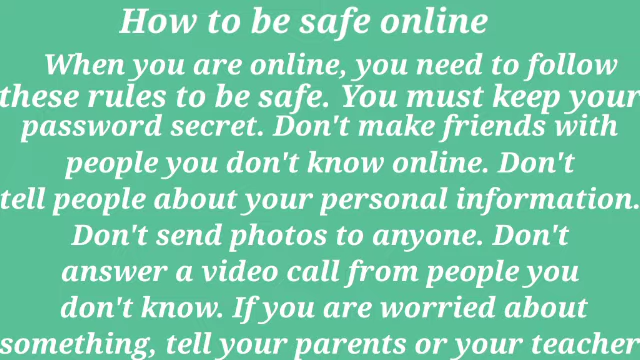 How to be safe online
When you are online, you need to follow
these rules to be safe. You must keep your
password secret. Don't make friends with
people you don't know online. Don't
tell people about your personal information.
Don't send photos to anyone. Don't
answer a video call from people you
don't know. If you are worried about
something, tell your parents or your teacher